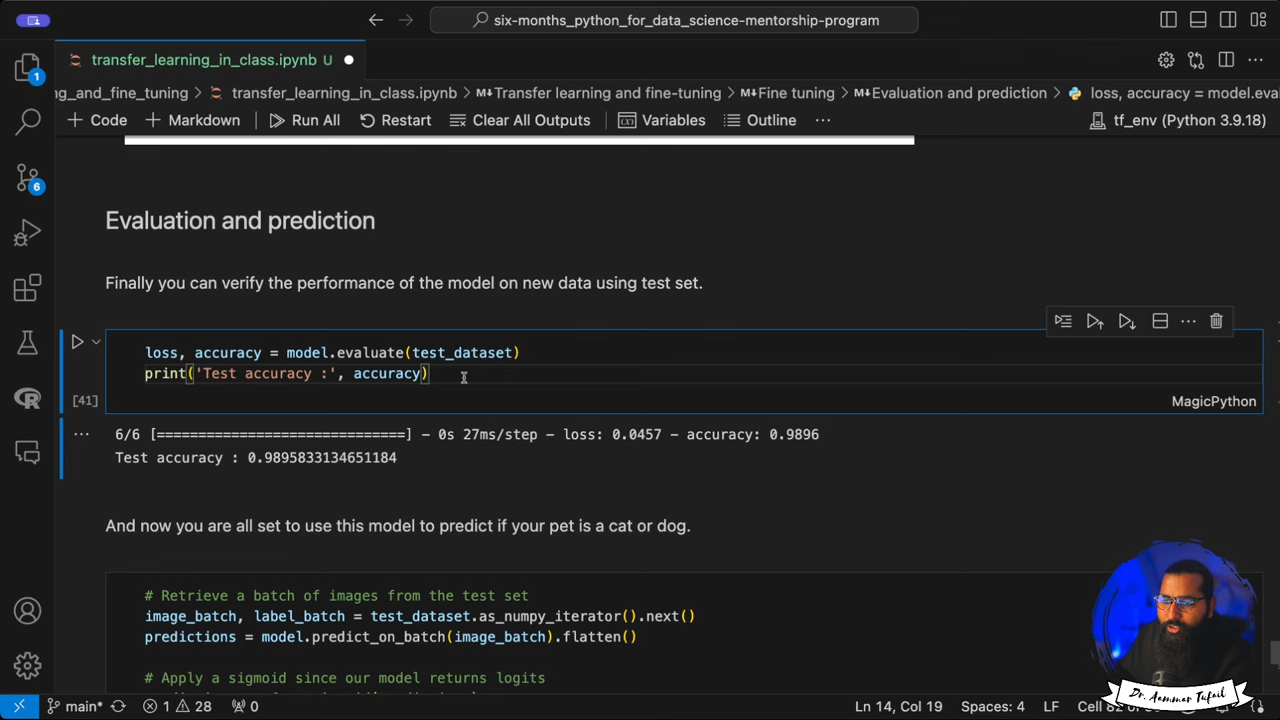 six-months_python_for_data_science-mentorship-program
transfer_learning_in_class.ipynb U
1
ng_and_fine_tuning > transfer_learning_in_class.ipynb > M↓Transfer learning and fine-tuning > M↓Fine tuning > M↓Evaluation and prediction > loss, accuracy = model.eval
+ Code + Markdown Run All Restart Clear All Outputs Variables Outline ... tf_env (Python 3.9.18)
6
Evaluation and prediction
Finally you can verify the performance of the model on new data using test set.
loss, accuracy = model.evaluate(test_dataset)
print('Test accuracy :', accuracy)
[41]
MagicPython
6/6 [==============================] - 0s 27ms/step - loss: 0.0457 - accuracy: 0.9896
Test accuracy : 0.9895833134651184
And now you are all set to use this model to predict if your pet is a cat or dog.
# Retrieve a batch of images from the test set
image_batch, label_batch = test_dataset.as_numpy_iterator().next()
predictions = model.predict_on_batch(image_batch).flatten()
# Apply a sigmoid since our model returns logits
Dr. Aammar Tufail
main* 1 28 0 Ln 14, Col 19 Spaces: 4 LF